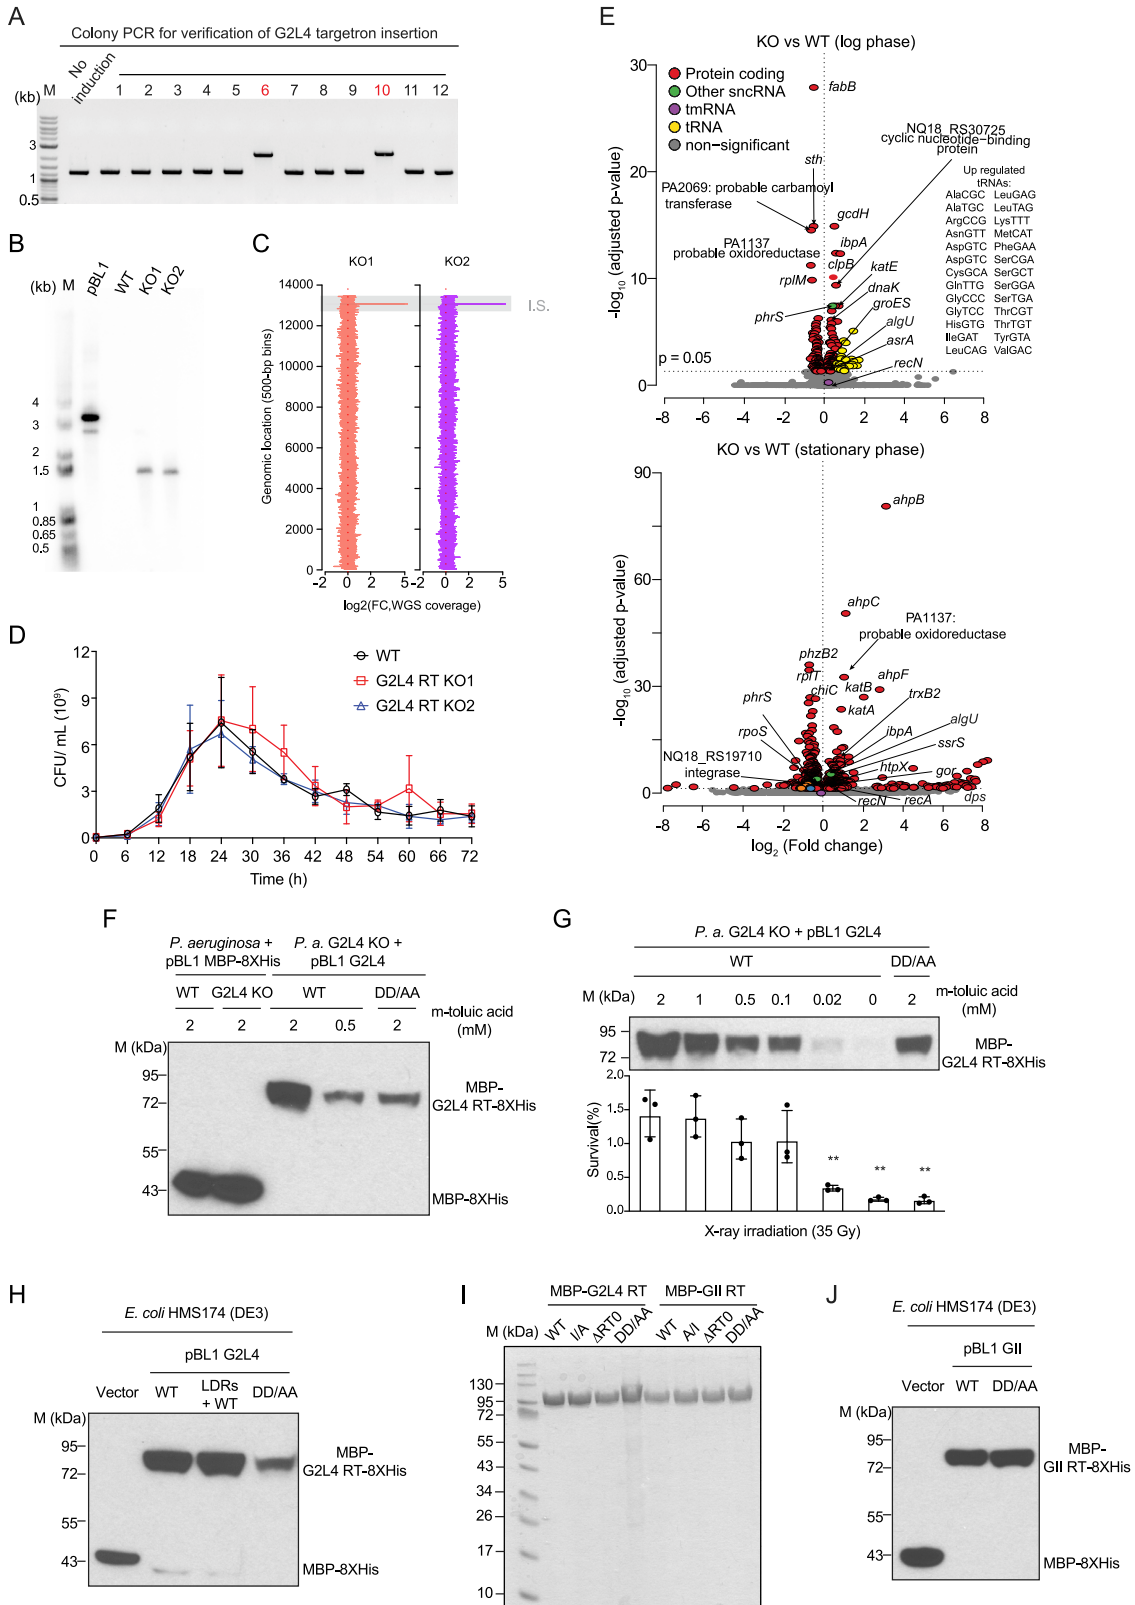 A
Colony PCR for verification of G2L4 targetron insertion
No induction
M 1 2 3 4 5 6 7 8 9 10 11 12
(kb)
3
1
0.5
B
(kb) M pBL1 WT KO1 KO2
4
3
2
1.5
1
0.85
0.65
0.5
C
KO1 KO2
14000
12000
10000
8000
6000
4000
2000
0
I.S.
Genomic location (500-bp bins)
-2 0 5 -2 0 5
log2(FC,WGS coverage)
D
WT
G2L4 RT KO1
G2L4 RT KO2
12
9
6
3
0
CFU/ mL (10⁹)
0 6 12 18 24 30 36 42 48 54 60 66 72
Time (h)
E
KO vs WT (log phase)
30
20
10
0
-log10 (adjusted p-value)
Protein coding
Other sncRNA
tmRNA
tRNA
non-significant
fabB
NQ18_RS30725
cyclic nucleotide-binding
protein
sth
PA2069: probable carbamoyl
transferase
gcdH
PA1137
probable oxidoreductase
ibpA
clpB
katE
rplM
dnaK
groES
phrS
algU
asrA
recN
p = 0.05
Up regulated
tRNAs:
AlaCGC LeuGAG
AlaTGC LeuTAG
ArgCCG LysTTT
AsnGTT MetCAT
AspGTC PheGAA
AspGTC SerCGA
CysGCA SerGCT
GlnTTG SerGGA
GlyCCC SerTGA
GlyTCC ThrCGT
HisGTG ThrTGT
IleGAT TyrGTA
LeuCAG ValGAC
-8 -6 -4 -2 0 2 4 6 8
KO vs WT (stationary phase)
90
60
30
0
-log10 (adjusted p-value)
ahpB
ahpC
PA1137:
probable oxidoreductase
phzB2
rplT
ahpF
chiC
katB
trxB2
phrS
katA
algU
rpoS
ibpA
ssrS
NQ18_RS19710
integrase
htpX
gor
recN
recA
dps
-8 -6 -4 -2 0 2 4 6 8
log2 (Fold change)
F
P. aeruginosa +
pBL1 MBP-8XHis
P. a. G2L4 KO +
pBL1 G2L4
WT G2L4 KO WT DD/AA
m-toluic acid
(mM)
2 2 2 0.5 2
M (kDa)
95
72
55
43
MBP-
G2L4 RT-8XHis
MBP-8XHis
G
P. a. G2L4 KO + pBL1 G2L4
WT DD/AA
M (kDa) 2 1 0.5 0.1 0.02 0 2
m-toluic acid
(mM)
95
72
MBP-
G2L4 RT-8XHis
2.0
1.5
1.0
0.5
0.0
Survival(%)
** ** **
X-ray irradiation (35 Gy)
H
E. coli HMS174 (DE3)
pBL1 G2L4
Vector WT LDRs + WT DD/AA
M (kDa)
95
72
55
43
MBP-
G2L4 RT-8XHis
MBP-8XHis
I
MBP-G2L4 RT MBP-GII RT
M (kDa) WT I/A ΔRT0 DD/AA WT A/I ΔRT0 DD/AA
130
95
72
55
43
34
26
17
10
J
E. coli HMS174 (DE3)
pBL1 GII
Vector WT DD/AA
M (kDa)
95
72
55
43
MBP-
GII RT-8XHis
MBP-8XHis